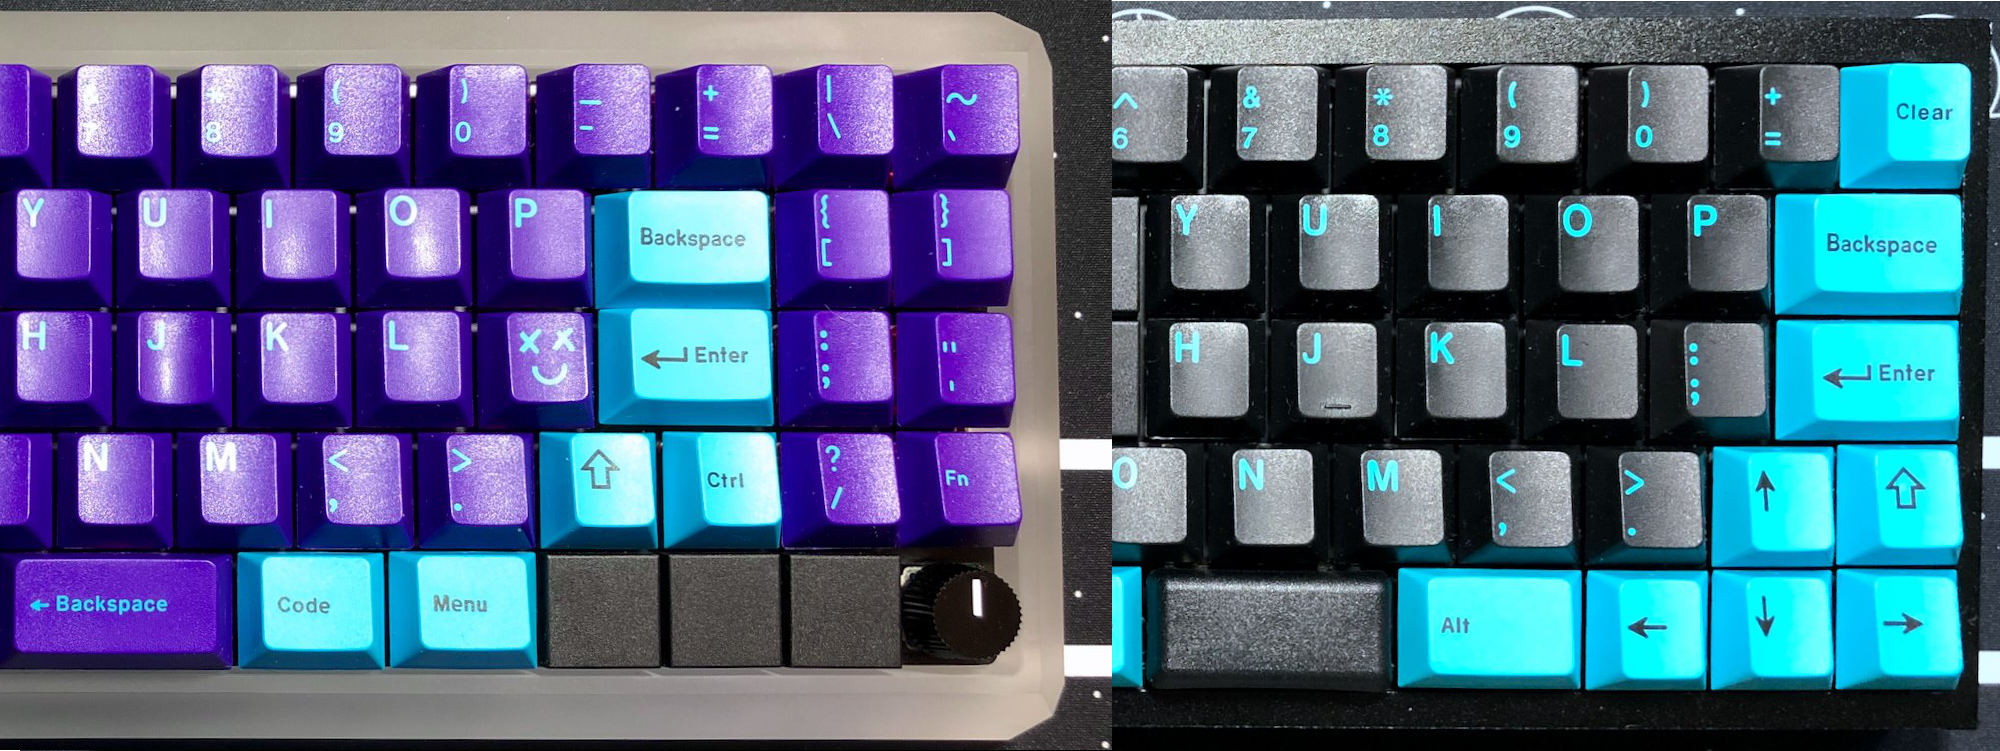 & ^
* ( ) _ + | ~
7 8 9 0 - = \ `
Y U I O P Backspace { }
[ ]
H J K L Enter : "
; '
N M < > Ctrl ? Fn
, . /
← Backspace Code Menu
^ & * ( ) + Clear
6 7 8 9 0 =
Y U I O P Backspace
H J K L : Enter
;
O N M < > ↑ ⇧
, .
Alt ← ↓ →